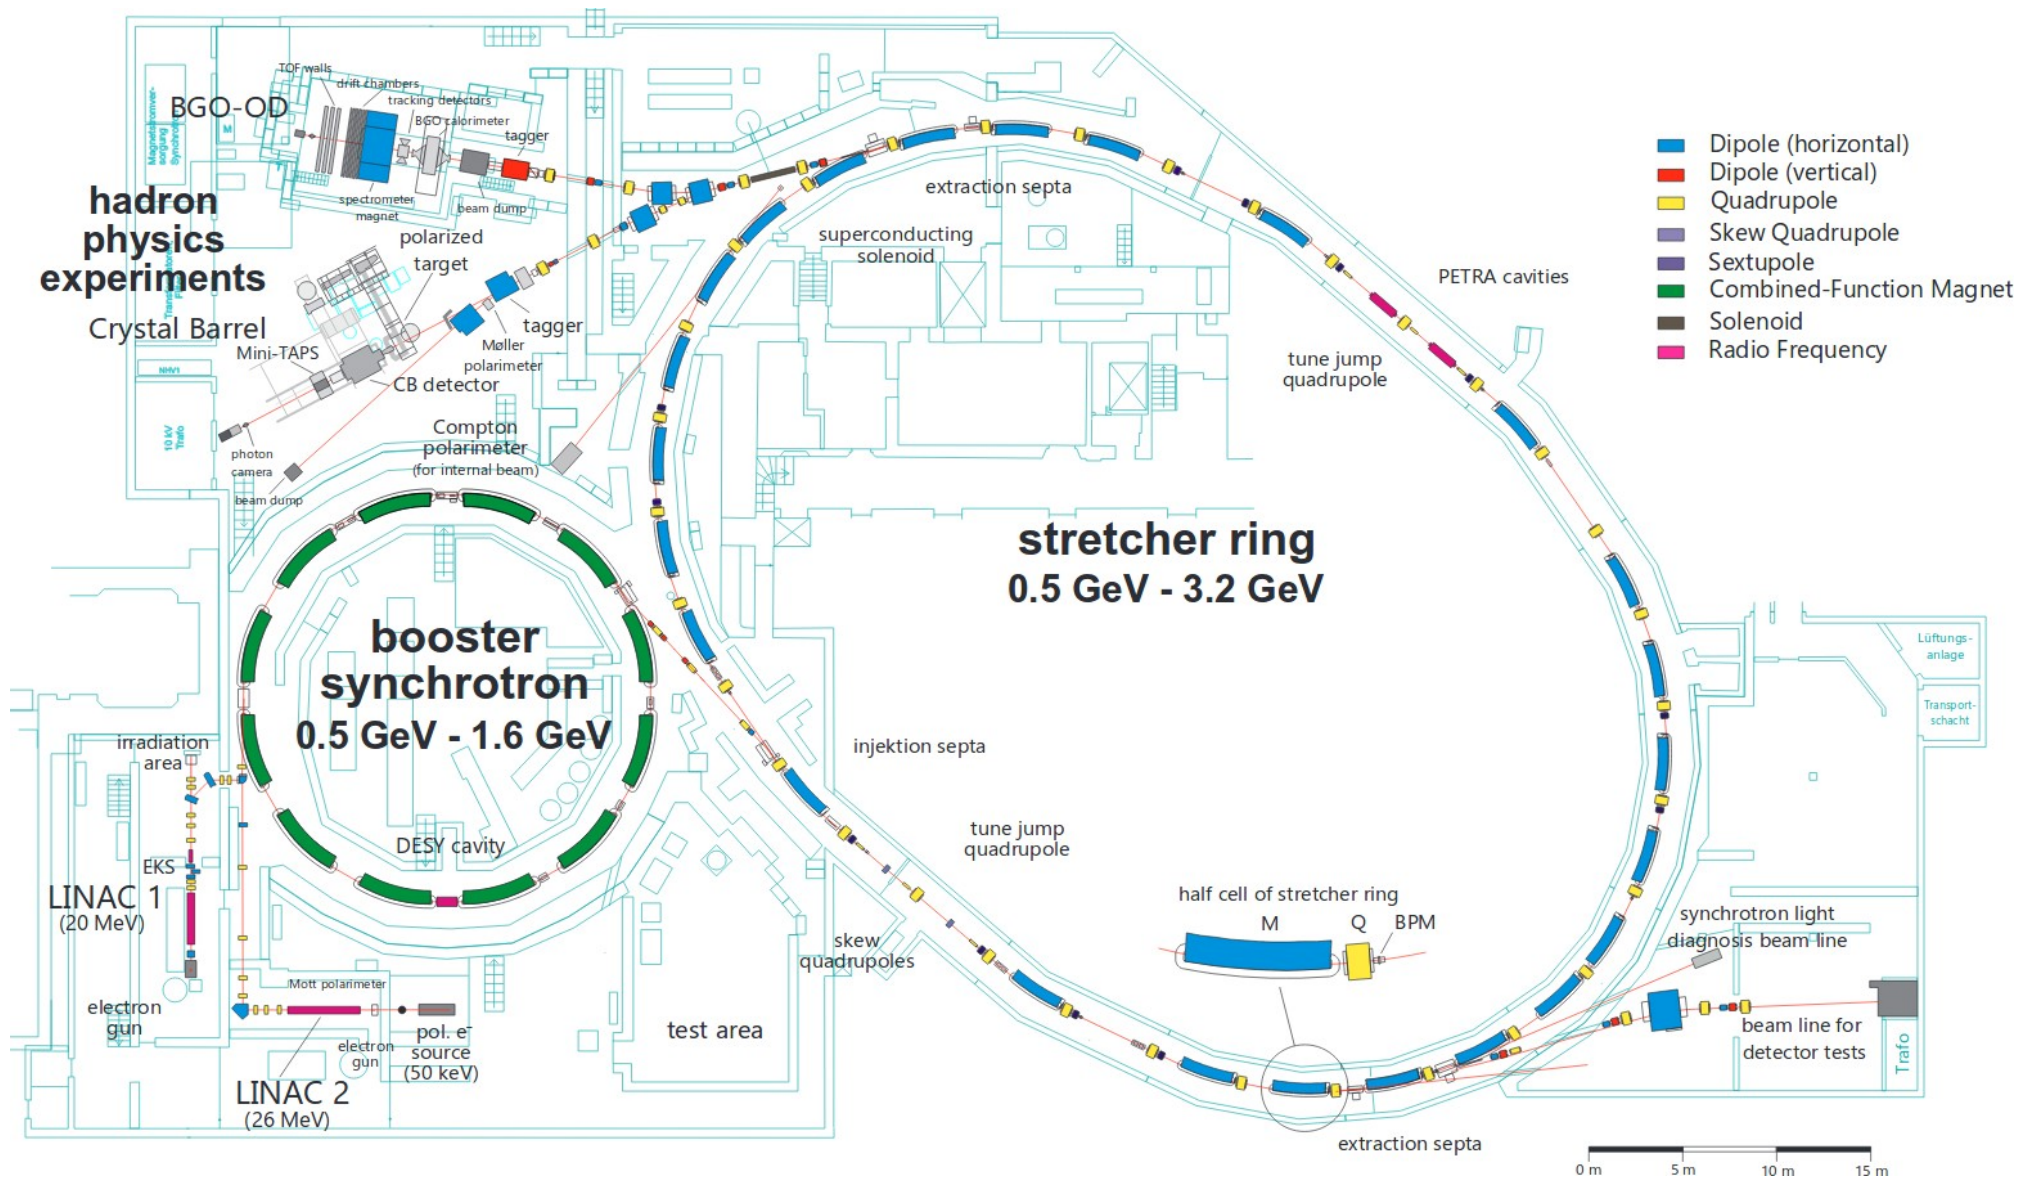 TOF walls
drift chambers
tracking detectors
BGO-OD
BGO calorimeter
tagger
M
Magnetstromver-
sorgung
Synchro
spectrometer
magnet
beam dump
hadron
physics
experiments
polarized
target
Crystal Barrel
Mini-TAPS
tagger
Møller
polarimeter
CB detector
NHV1
10 kV
Trafo
photon
camera
beam dump
Compton
polarimeter
(for internal beam)
extraction septa
superconducting
solenoid
PETRA cavities
tune jump
quadrupole
Dipole (horizontal)
Dipole (vertical)
Quadrupole
Skew Quadrupole
Sextupole
Combined-Function Magnet
Solenoid
Radio Frequency
stretcher ring
0.5 GeV - 3.2 GeV
booster
synchrotron
0.5 GeV - 1.6 GeV
DESY cavity
irradiation
area
EKS
LINAC 1
(20 MeV)
electron
gun
Mott polarimeter
electron
gun
pol. e-
source
(50 keV)
LINAC 2
(26 MeV)
test area
injektion septa
tune jump
quadrupole
skew
quadrupoles
half cell of stretcher ring
M
Q
BPM
Lüftungs-
anlage
Transport-
schacht
synchrotron light
diagnosis beam line
beam line for
detector tests
Trafo
extraction septa
0 m
5 m
10 m
15 m